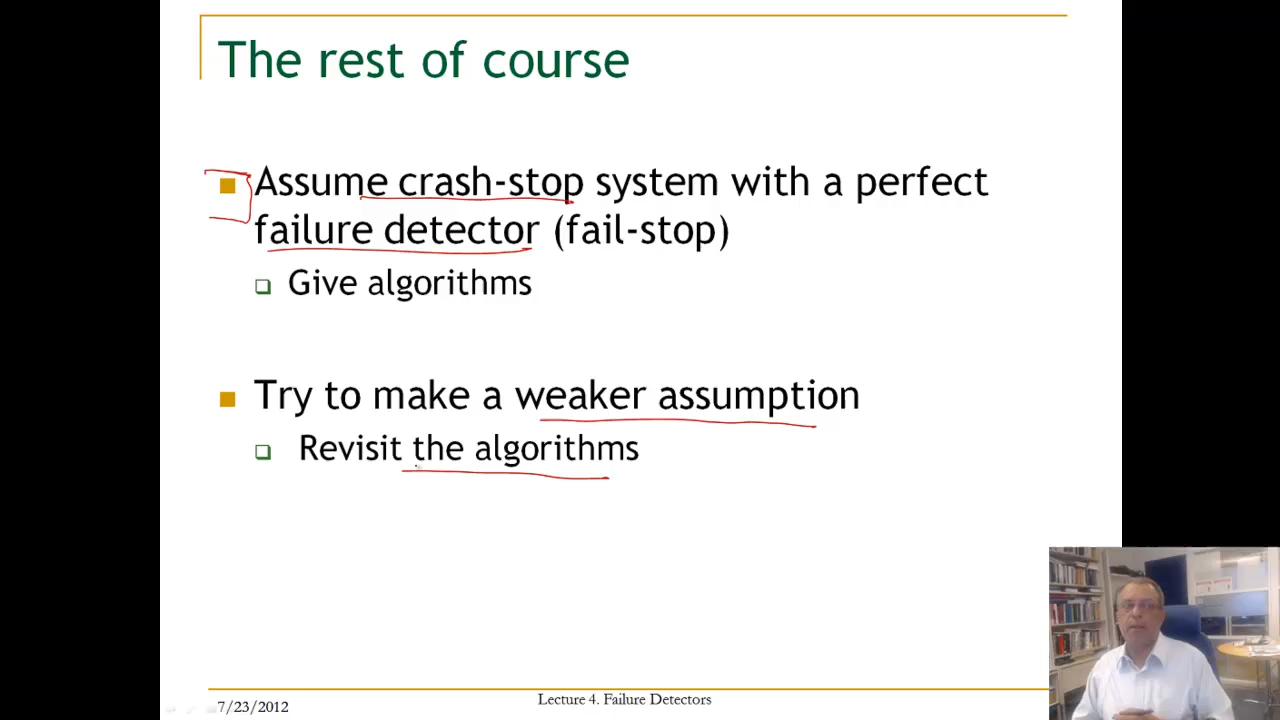 The rest of course
Assume crash-stop system with a perfect
failure detector (fail-stop)
Give algorithms
Try to make a weaker assumption
Revisit the algorithms
7/23/2012
Lecture 4. Failure Detectors